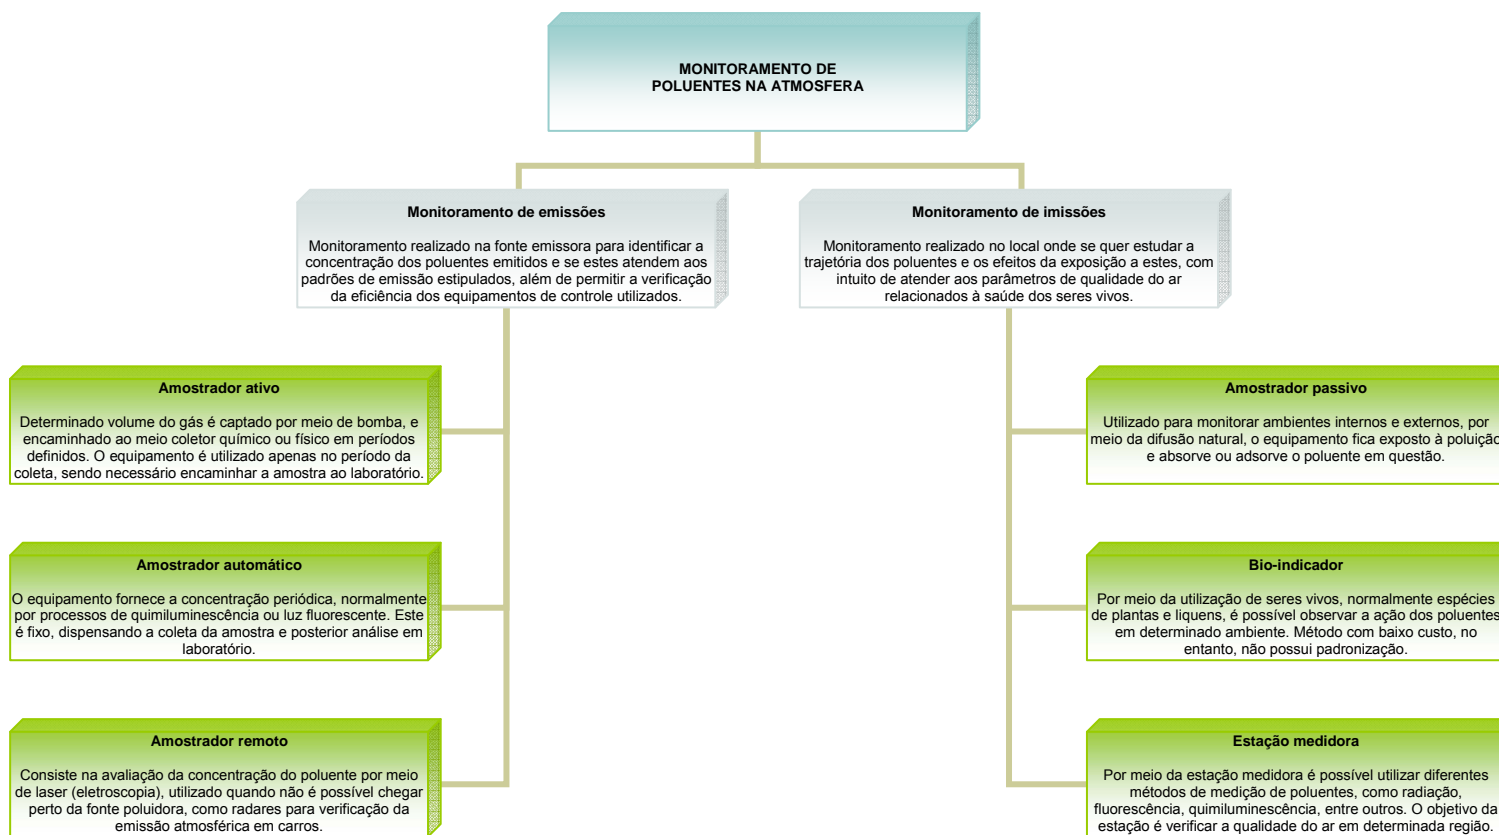 MONITORAMENTO DE
POLUENTES NA ATMOSFERA
Monitoramento de emissões
Monitoramento realizado na fonte emissora para identificar a
concentração dos poluentes emitidos e se estes atendem aos
padrões de emissão estipulados, além de permitir a verificação
da eficiência dos equipamentos de controle utilizados.
Monitoramento de imissões
Monitoramento realizado no local onde se quer estudar a
trajetória dos poluentes e os efeitos da exposição a estes, com
intuito de atender aos parâmetros de qualidade do ar
relacionados à saúde dos seres vivos.
Amostrador ativo
Determinado volume do gás é captado por meio de bomba, e
encaminhado ao meio coletor químico ou físico em períodos
definidos. O equipamento é utilizado apenas no período da
coleta, sendo necessário encaminhar a amostra ao laboratório.
Amostrador automático
O equipamento fornece a concentração periódica, normalmente
por processos de quimiluminescência ou luz fluorescente. Este
é fixo, dispensando a coleta da amostra e posterior análise em
laboratório.
Amostrador remoto
Consiste na avaliação da concentração do poluente por meio
de laser (eletroscopia), utilizado quando não é possível chegar
perto da fonte poluidora, como radares para verificação da
emissão atmosférica em carros.
Amostrador passivo
Utilizado para monitorar ambientes internos e externos, por
meio da difusão natural, o equipamento fica exposto à poluição
e absorve ou adsorve o poluente em questão.
Bio-indicador
Por meio da utilização de seres vivos, normalmente espécies
de plantas e liquens, é possível observar a ação dos poluentes
em determinado ambiente. Método com baixo custo, no
entanto, não possui padronização.
Estação medidora
Por meio da estação medidora é possível utilizar diferentes
métodos de medição de poluentes, como radiação,
fluorescência, quimiluminescência, entre outros. O objetivo da
estação é verificar a qualidade do ar em determinada região.